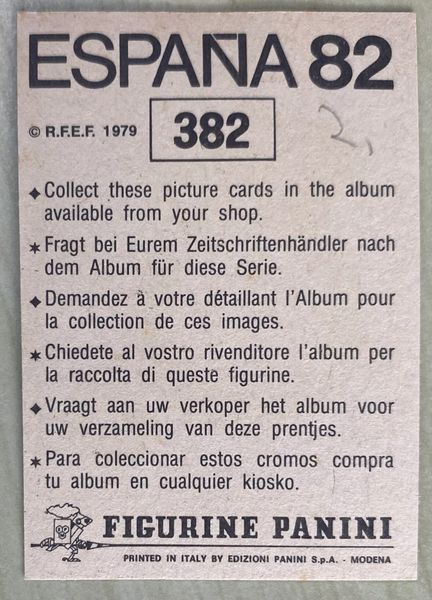 ESPAÑA 82
© R.F.E.F. 1979
382
2,
◆ Collect these picture cards in the album
available from your shop.
✶ Fragt bei Eurem Zeitschriftenhändler nach
dem Album für diese Serie.
◆ Demandez à votre détaillant l'Album pour
la collection de ces images.
✶ Chiedete al vostro rivenditore l'album per
la raccolta di queste figurine.
◆ Vraagt aan uw verkoper het album voor
uw verzameling van deze prentjes.
✶ Para coleccionar estos cromos compra
tu album en cualquier kiosko.
FIGURINE PANINI
PRINTED IN ITALY BY EDIZIONI PANINI S.p.A. - MODENA